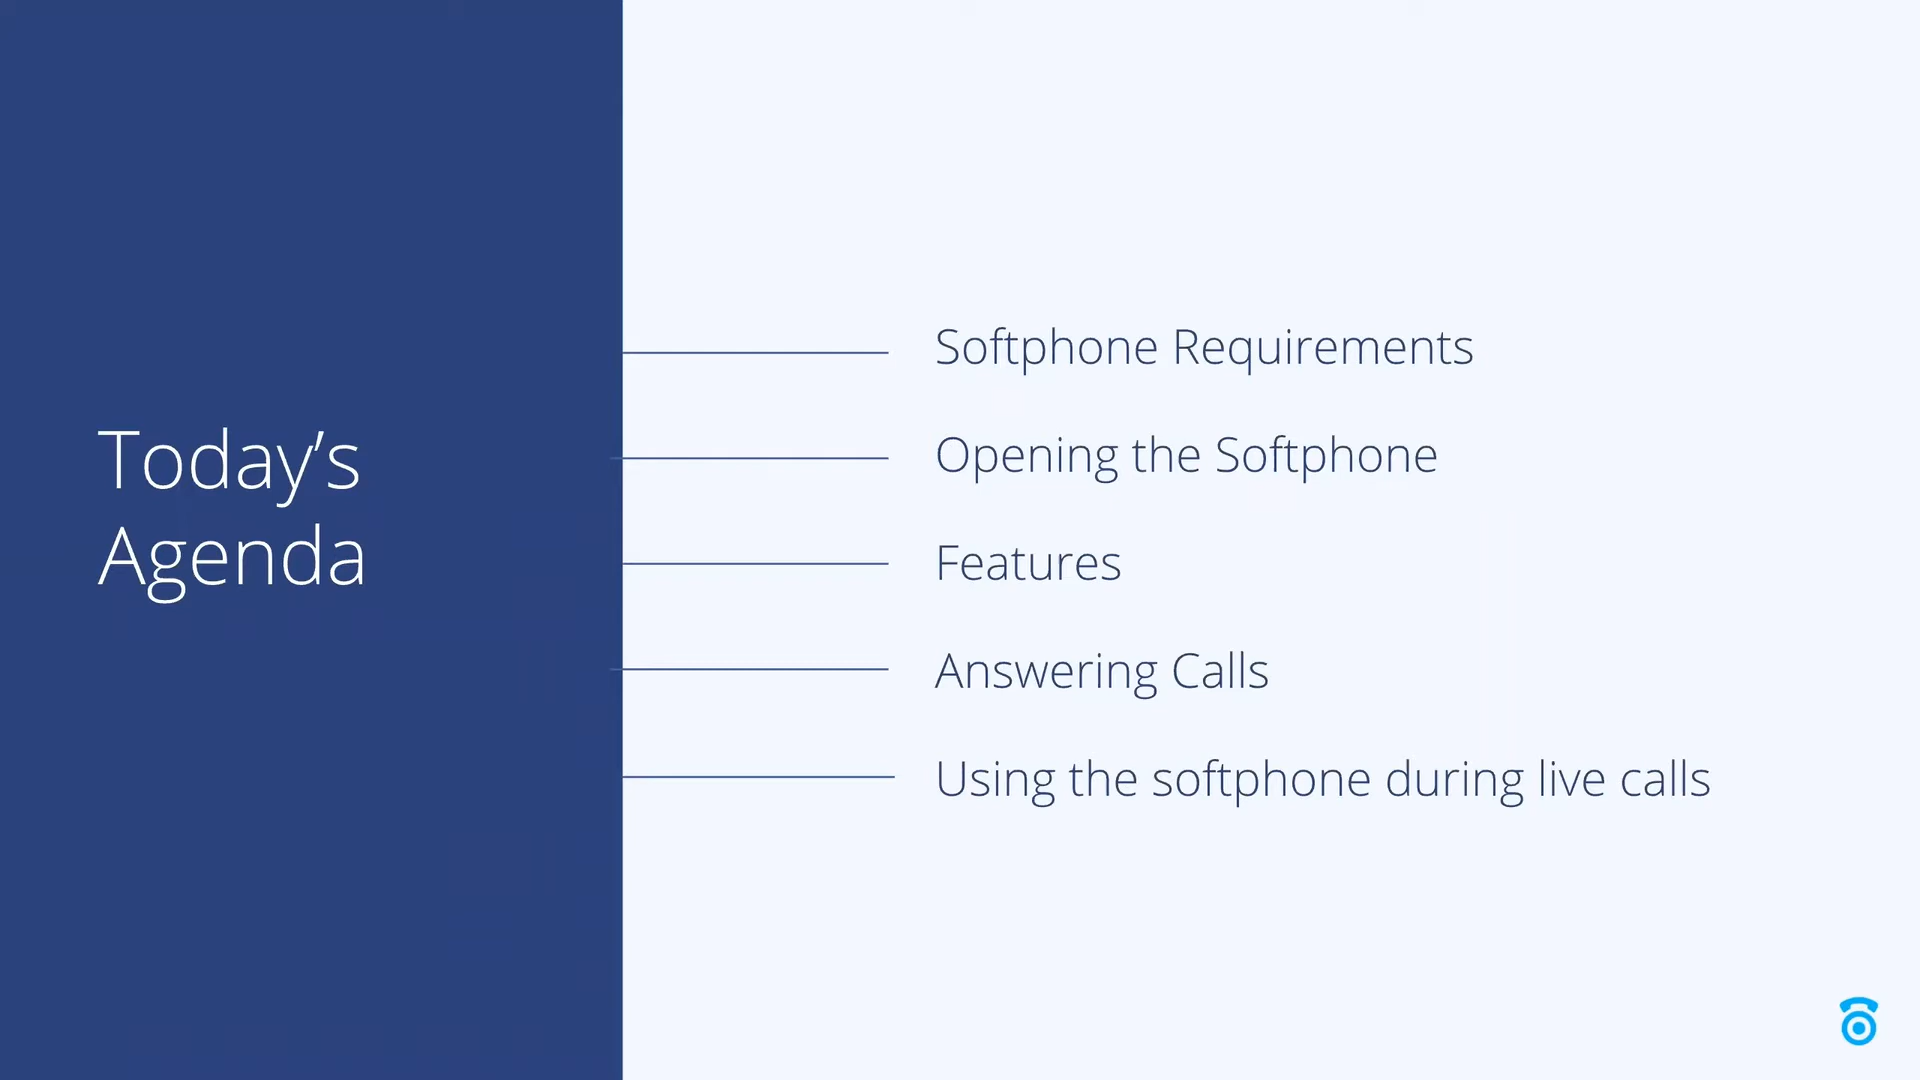 Today’s
Agenda
Softphone Requirements
Opening the Softphone
Features
Answering Calls
Using the softphone during live calls